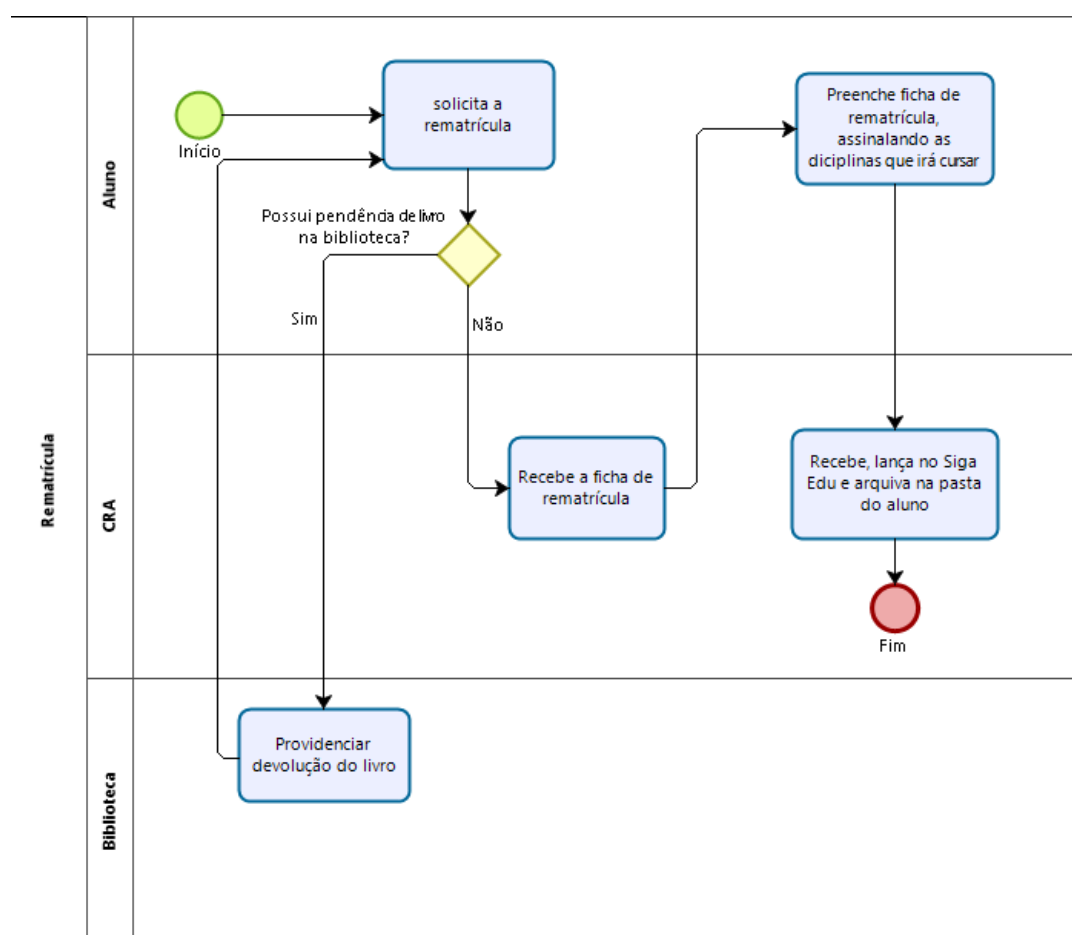 Rematrícula
Aluno
Início
solicita a
rematrícula
Possui pendência de livro
na biblioteca?
Sim
Não
Preenche ficha de
rematrícula,
assinalando as
diciplinas que irá cursar
CRA
Recebe a ficha de
rematrícula
Recebe, lança no Siga
Edu e arquiva na pasta
do aluno
Fim
Biblioteca
Providenciar
devolução do livro